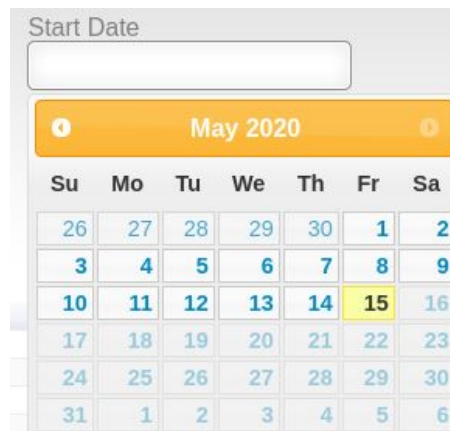 Start Date
May 2020
Su Mo Tu We Th Fr Sa
26 27 28 29 30 1 2
3 4 5 6 7 8 9
10 11 12 13 14 15 16
17 18 19 20 21 22 23
24 25 26 27 28 29 30
31 1 2 3 4 5 6